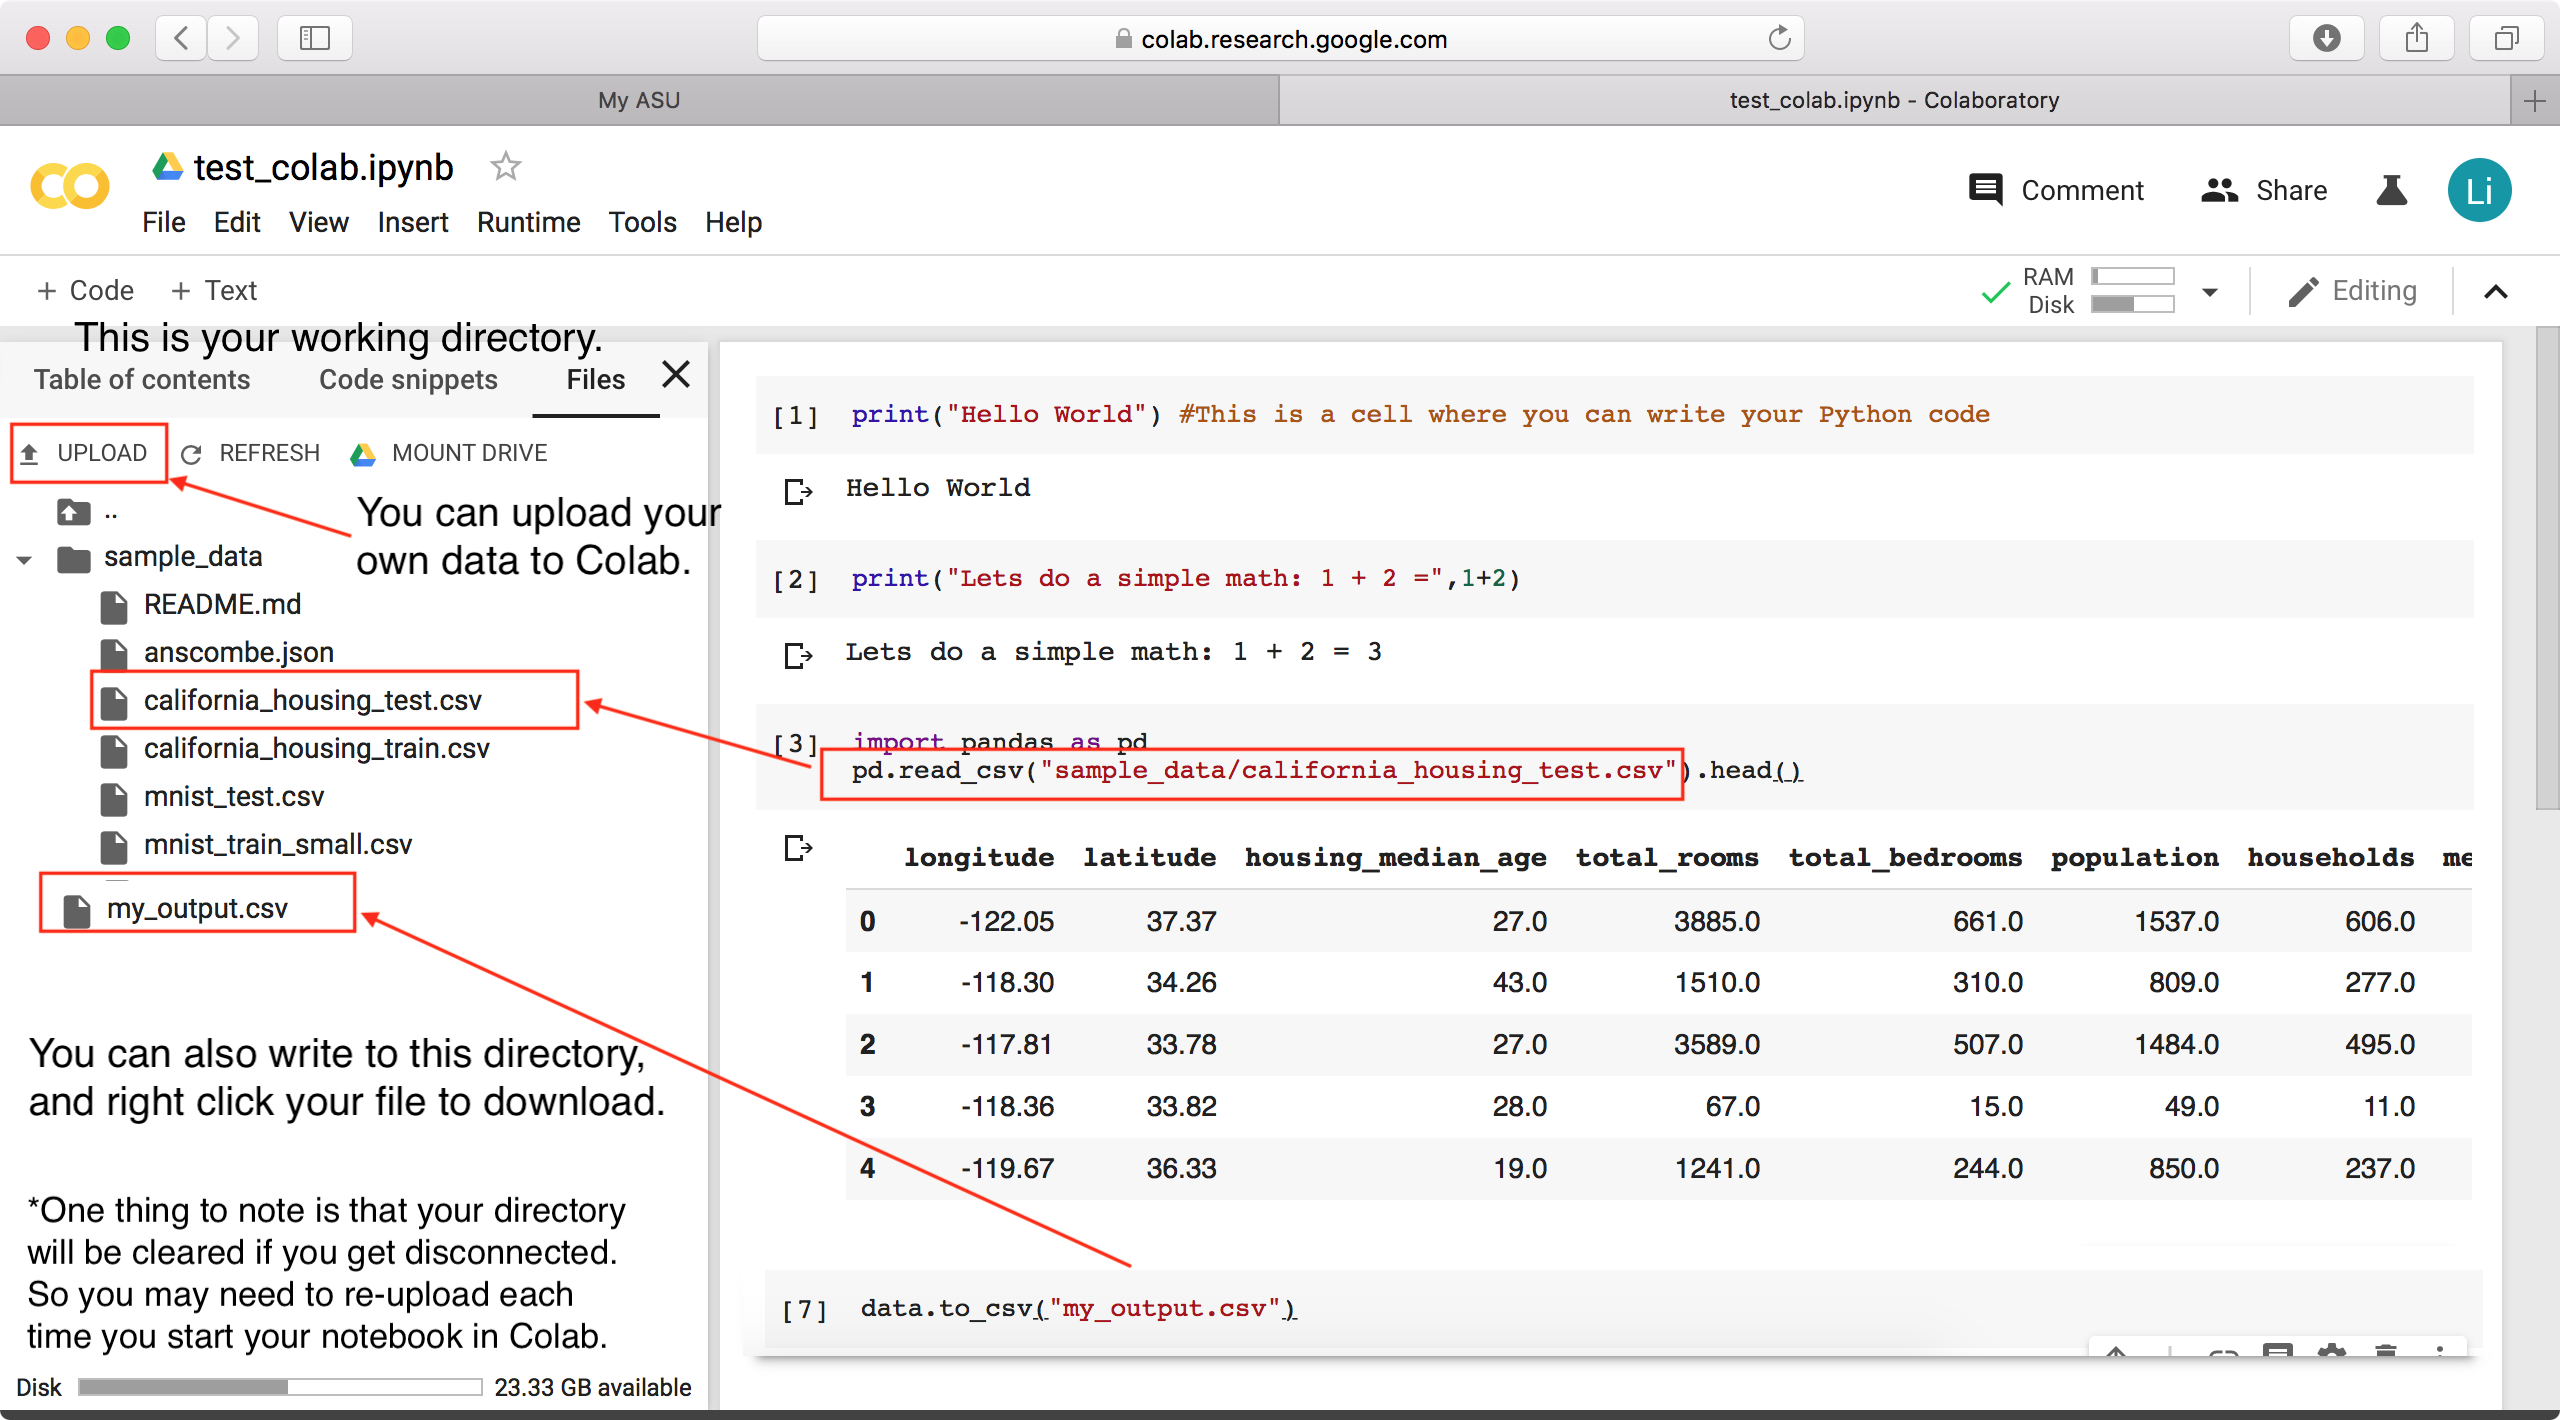 colab.research.google.com
My ASU
test_colab.ipynb - Colaboratory
test_colab.ipynb
File Edit View Insert Runtime Tools Help
Comment
Share
Li
+ Code + Text
RAM
Disk
Editing
This is your working directory.
Table of contents Code snippets Files
UPLOAD REFRESH MOUNT DRIVE
You can upload your
own data to Colab.
..
sample_data
README.md
anscombe.json
california_housing_test.csv
california_housing_train.csv
mnist_test.csv
mnist_train_small.csv
my_output.csv
You can also write to this directory,
and right click your file to download.
*One thing to note is that your directory
will be cleared if you get disconnected.
So you may need to re-upload each
time you start your notebook in Colab.
Disk 23.33 GB available
[1] print("Hello World") #This is a cell where you can write your Python code
Hello World
[2] print("Lets do a simple math: 1 + 2 =",1+2)
Lets do a simple math: 1 + 2 = 3
[3] import pandas as pd
pd.read_csv("sample_data/california_housing_test.csv").head()
longitude latitude housing_median_age total_rooms total_bedrooms population households me
0 -122.05 37.37 27.0 3885.0 661.0 1537.0 606.0
1 -118.30 34.26 43.0 1510.0 310.0 809.0 277.0
2 -117.81 33.78 27.0 3589.0 507.0 1484.0 495.0
3 -118.36 33.82 28.0 67.0 15.0 49.0 11.0
4 -119.67 36.33 19.0 1241.0 244.0 850.0 237.0
[7] data.to_csv("my_output.csv")